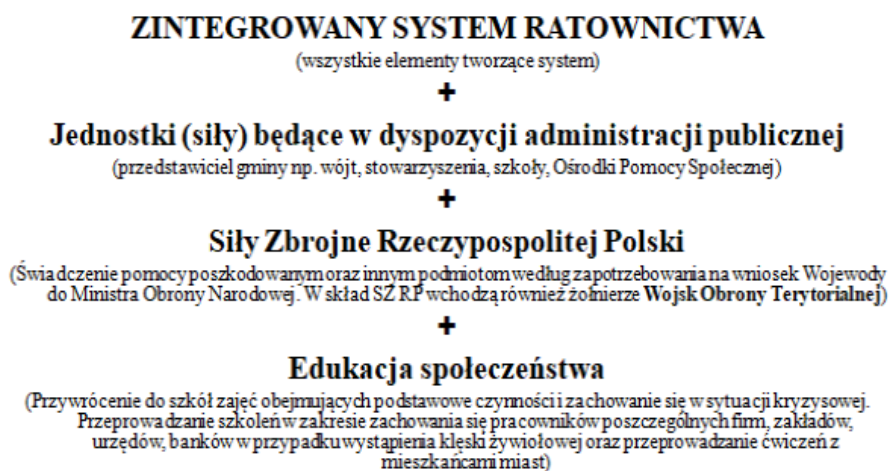 ZINTEGROWANY SYSTEM RATOWNICTWA
(wszystkie elementy tworzące system)
+
Jednostki (siły) będące w dyspozycji administracji publicznej
(przedstawiciel gminy np. wójt, stowarzyszenia, szkoły, Ośrodki Pomocy Społecznej)
+
Siły Zbrojne Rzeczypospolitej Polski
(Świadczenie pomocy poszkodowanym oraz innym podmiotom według zapotrzebowania na wniosek Wojewody
do Ministra Obrony Narodowej. W skład SZ RP wchodzą również żołnierze Wojsk Obrony Terytorialnej)
+
Edukacja społeczeństwa
(Przywrócenie do szkół zajęć obejmujących podstawowe czynności i zachowanie się w sytuacji kryzysowej.
Przeprowadzanie szkoleń w zakresie zachowania się pracowników poszczególnych firm, zakładów,
urzędów, banków w przypadku wystąpienia klęski żywiołowej oraz przeprowadzanie ćwiczeń z
mieszkańcami miast)